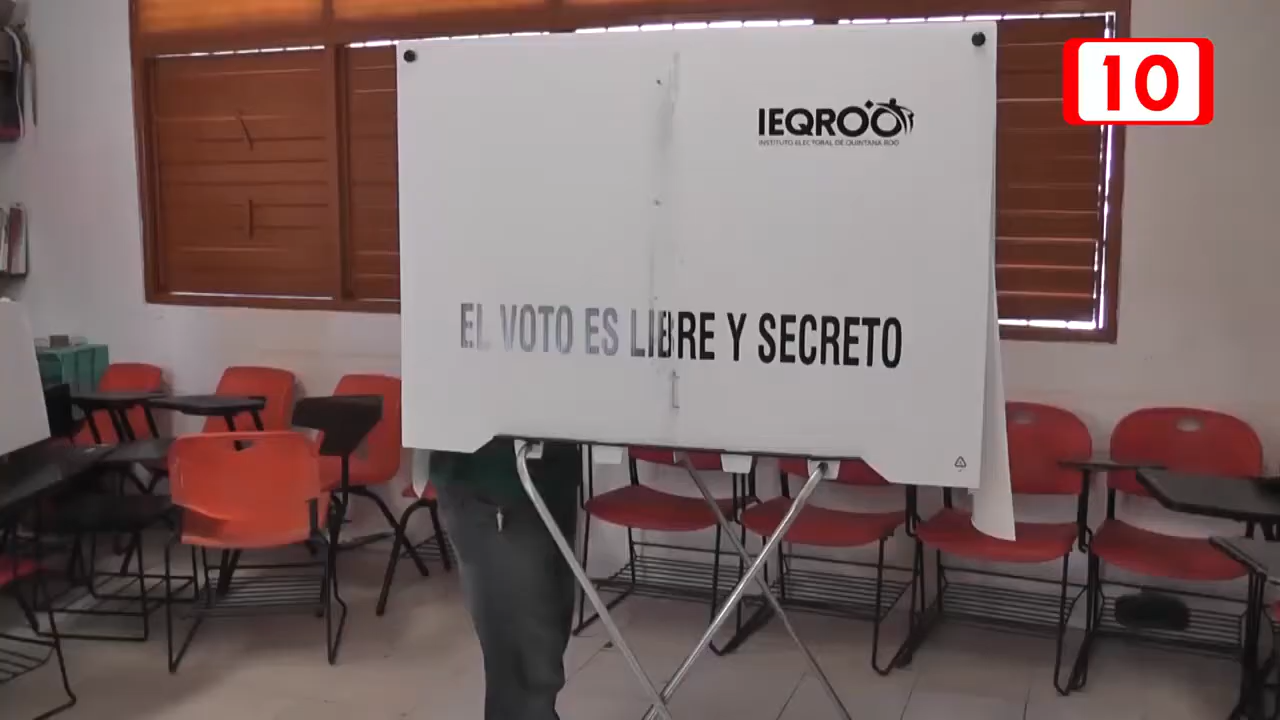 10
IEQROO
INSTITUTO ELECTORAL DE QUINTANA ROO
EL VOTO ES LIBRE Y SECRETO